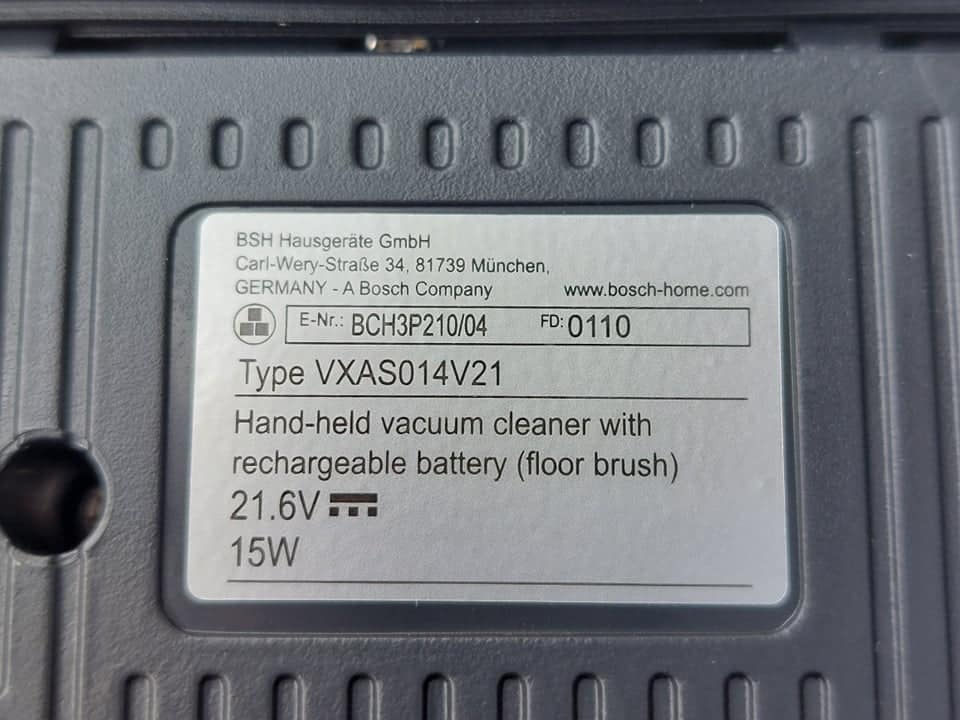 BSH Hausgeräte GmbH
Carl-Wery-Straße 34, 81739 München,
GERMANY - A Bosch Company www.bosch-home.com
E-Nr.: BCH3P210/04 FD: 0110
Type VXAS014V21
Hand-held vacuum cleaner with
rechargeable battery (floor brush)
21.6V
15W